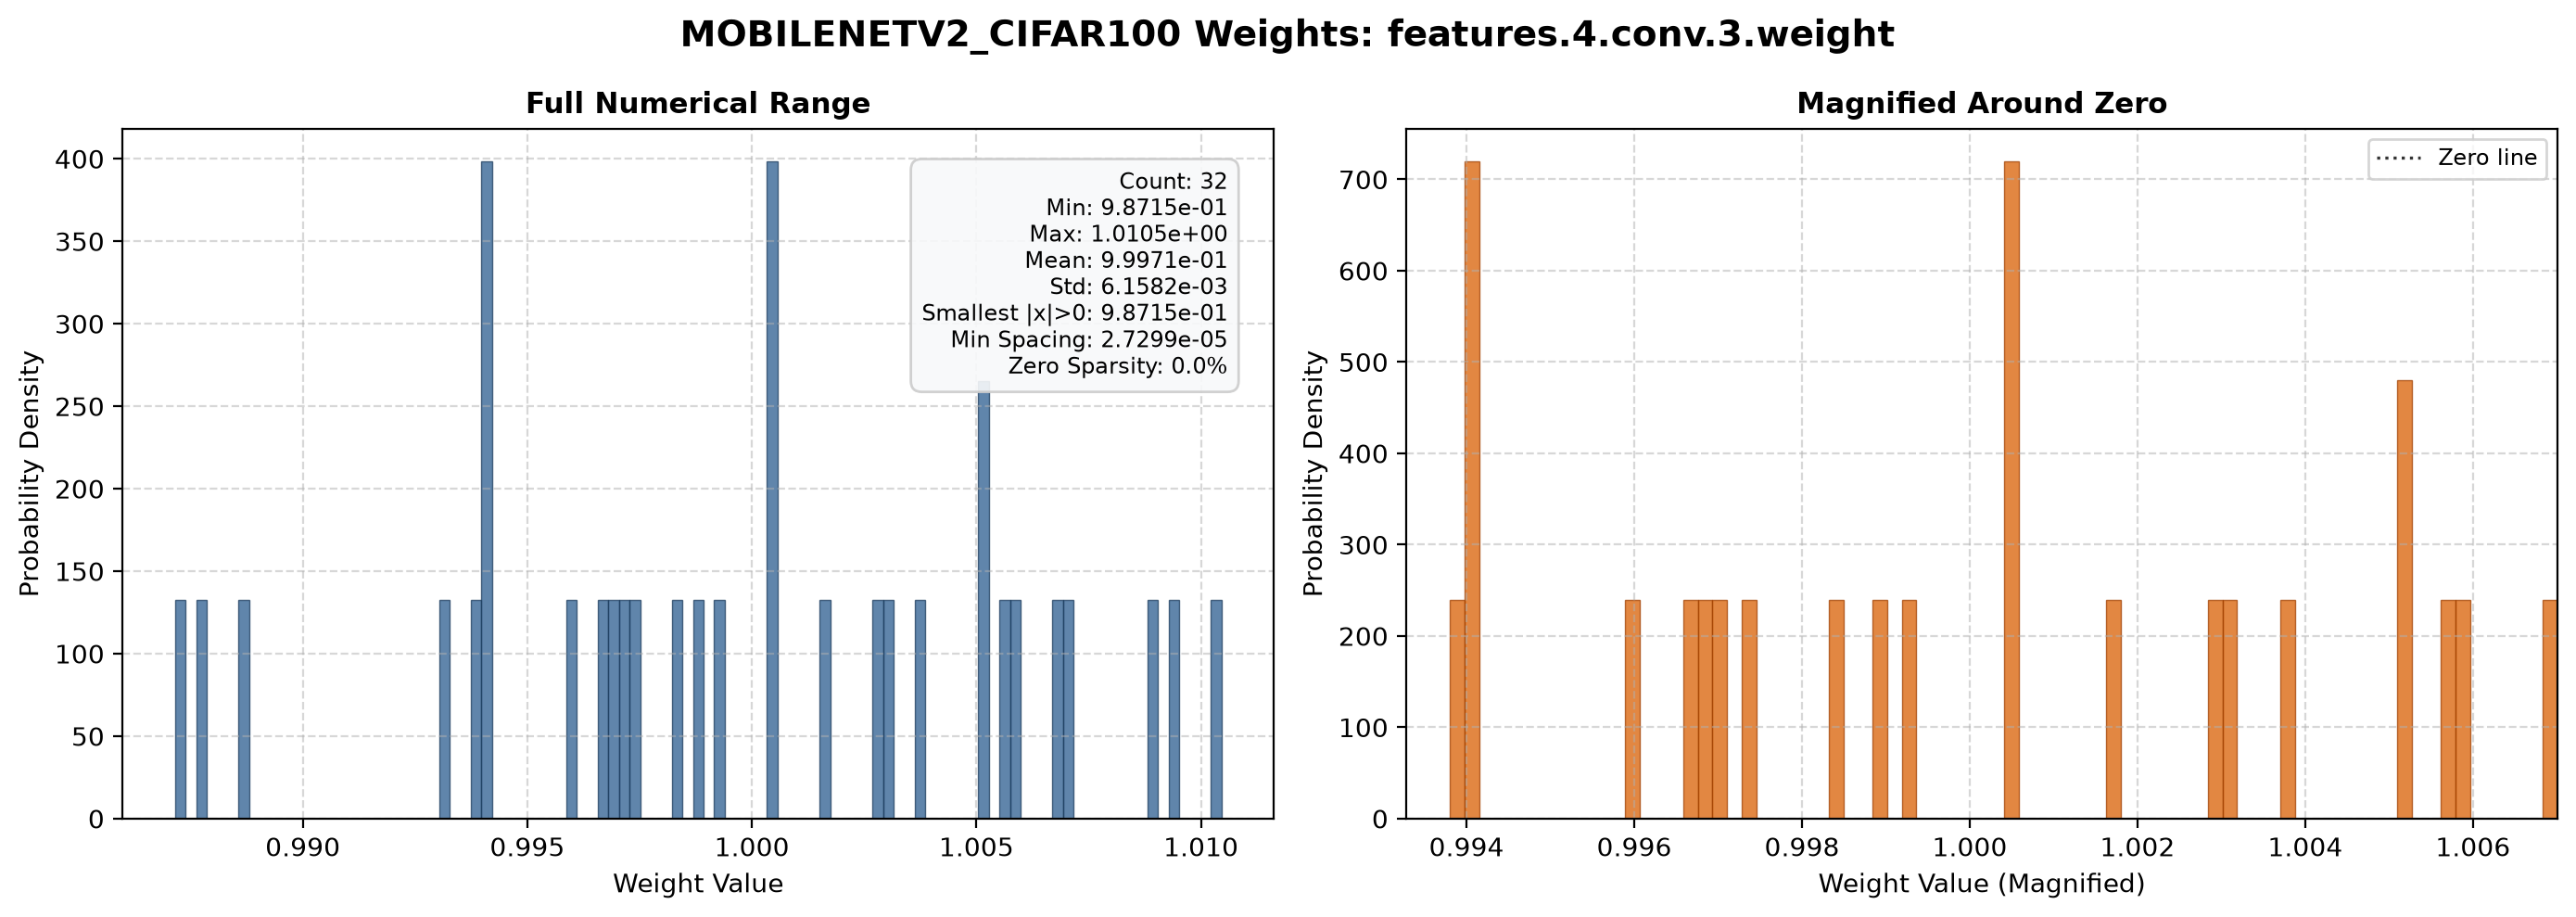 MOBILENETV2_CIFAR100 Weights: features.4.conv.3.weight
Full Numerical Range
Probability Density
400
350
300
250
200
150
100
50
0
Count: 32
Min: 9.8715e-01
Max: 1.0105e+00
Mean: 9.9971e-01
Std: 6.1582e-03
Smallest |x|>0: 9.8715e-01
Min Spacing: 2.7299e-05
Zero Sparsity: 0.0%
0.990 0.995 1.000 1.005 1.010
Weight Value
Magnified Around Zero
Probability Density
700
600
500
400
300
200
100
0
Zero line
0.994 0.996 0.998 1.000 1.002 1.004 1.006
Weight Value (Magnified)